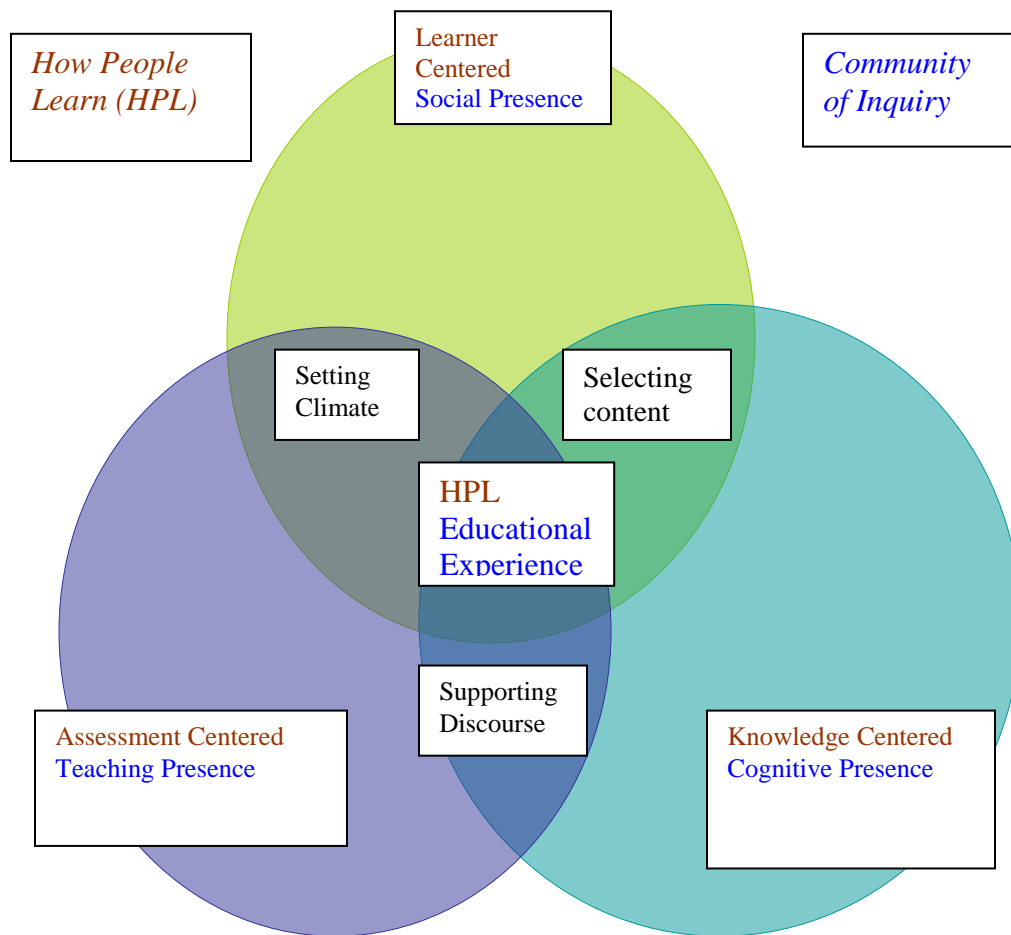 How People
Learn (HPL)
Learner
Centered
Social Presence
Community
of Inquiry
Setting
Climate
Selecting
content
HPL
Educational
Experience
Supporting
Discourse
Assessment Centered
Teaching Presence
Knowledge Centered
Cognitive Presence